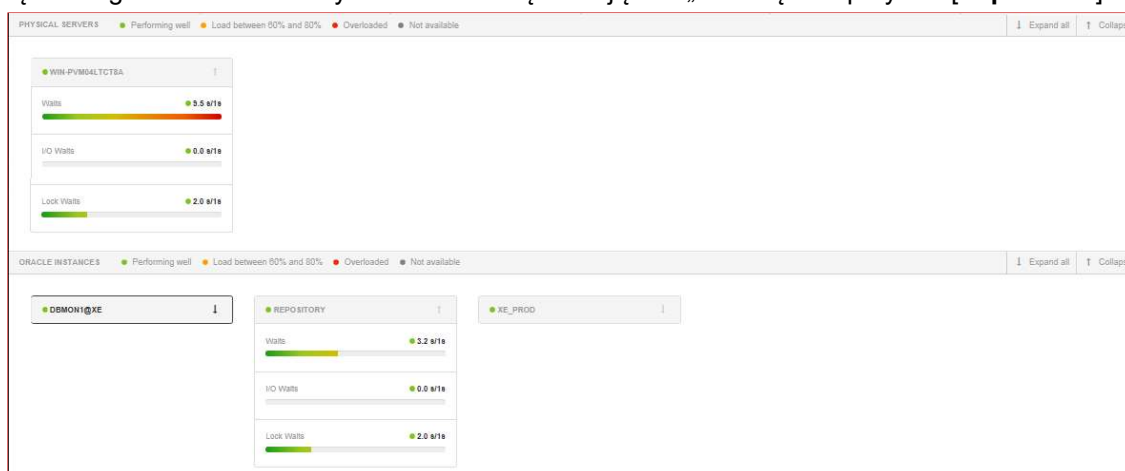 PHYSICAL SERVERS Performing well Load between 60% and 80% Overloaded Not available Expand all Collaps
WIN-PVM04LTCT8A
Waits 9.5 s/1s
I/O Waits 0.0 s/1s
Lock Waits 2.0 s/1s
ORACLE INSTANCES Performing well Load between 60% and 80% Overloaded Not available Expand all Collaps
DBMON1@XE REPOSITORY XE_PROD
Waits 3.2 s/1s
I/O Waits 0.0 s/1s
Lock Waits 2.0 s/1s